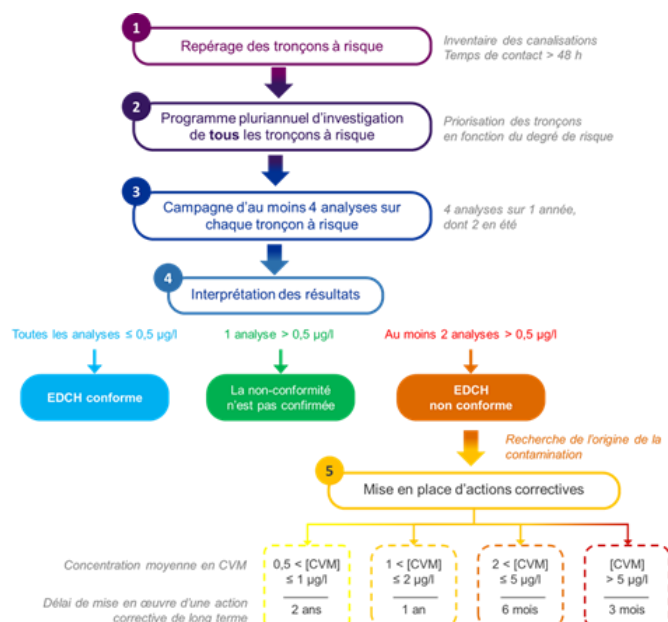 1
Repérage des tronçons à risque
Inventaire des canalisations
Temps de contact > 48 h
2
Programme pluriannuel d'investigation
de tous les tronçons à risque
Priorisation des tronçons
en fonction du degré de risque
3
Campagne d'au moins 4 analyses sur
chaque tronçon à risque
4 analyses sur 1 année,
dont 2 en été
4
Interprétation des résultats
Toutes les analyses ≤ 0,5 µg/l
1 analyse > 0,5 µg/l
Au moins 2 analyses > 0,5 µg/l
EDCH conforme
La non-conformité
n'est pas confirmée
EDCH
non conforme
Recherche de l'origine de la
contamination
5
Mise en place d'actions correctives
Concentration moyenne en CVM
0,5 < [CVM]
≤ 1 µg/l
1 < [CVM]
≤ 2 µg/l
2 < [CVM]
≤ 5 µg/l
[CVM]
> 5 µg/l
Délai de mise en œuvre d'une action
corrective de long terme
2 ans
1 an
6 mois
3 mois